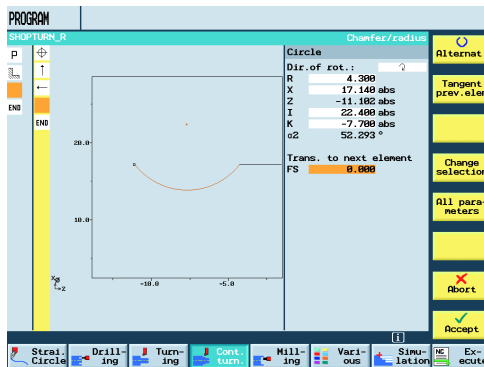 PROGRAM
SHOPTURN_R
Chamfer/radius
P
END
END
20.0
10.0
-10.0
-5.0
X
Z
Circle
Dir.of rot.:
R 4.300
X 17.140 abs
Z -11.102 abs
I 22.400 abs
K -7.700 abs
α2 52.293 °
Trans. to next element
FS 0.000
Alternat
Tangent
prev.elem
Change
selection
All para-
meters
Abort
Accept
i
Strai.
Circle
Drill-
ing
Turn-
ing
Cont.
turn.
Mill-
ing
Vari-
ous
Simu-
lation
NC
Ex-
ecute